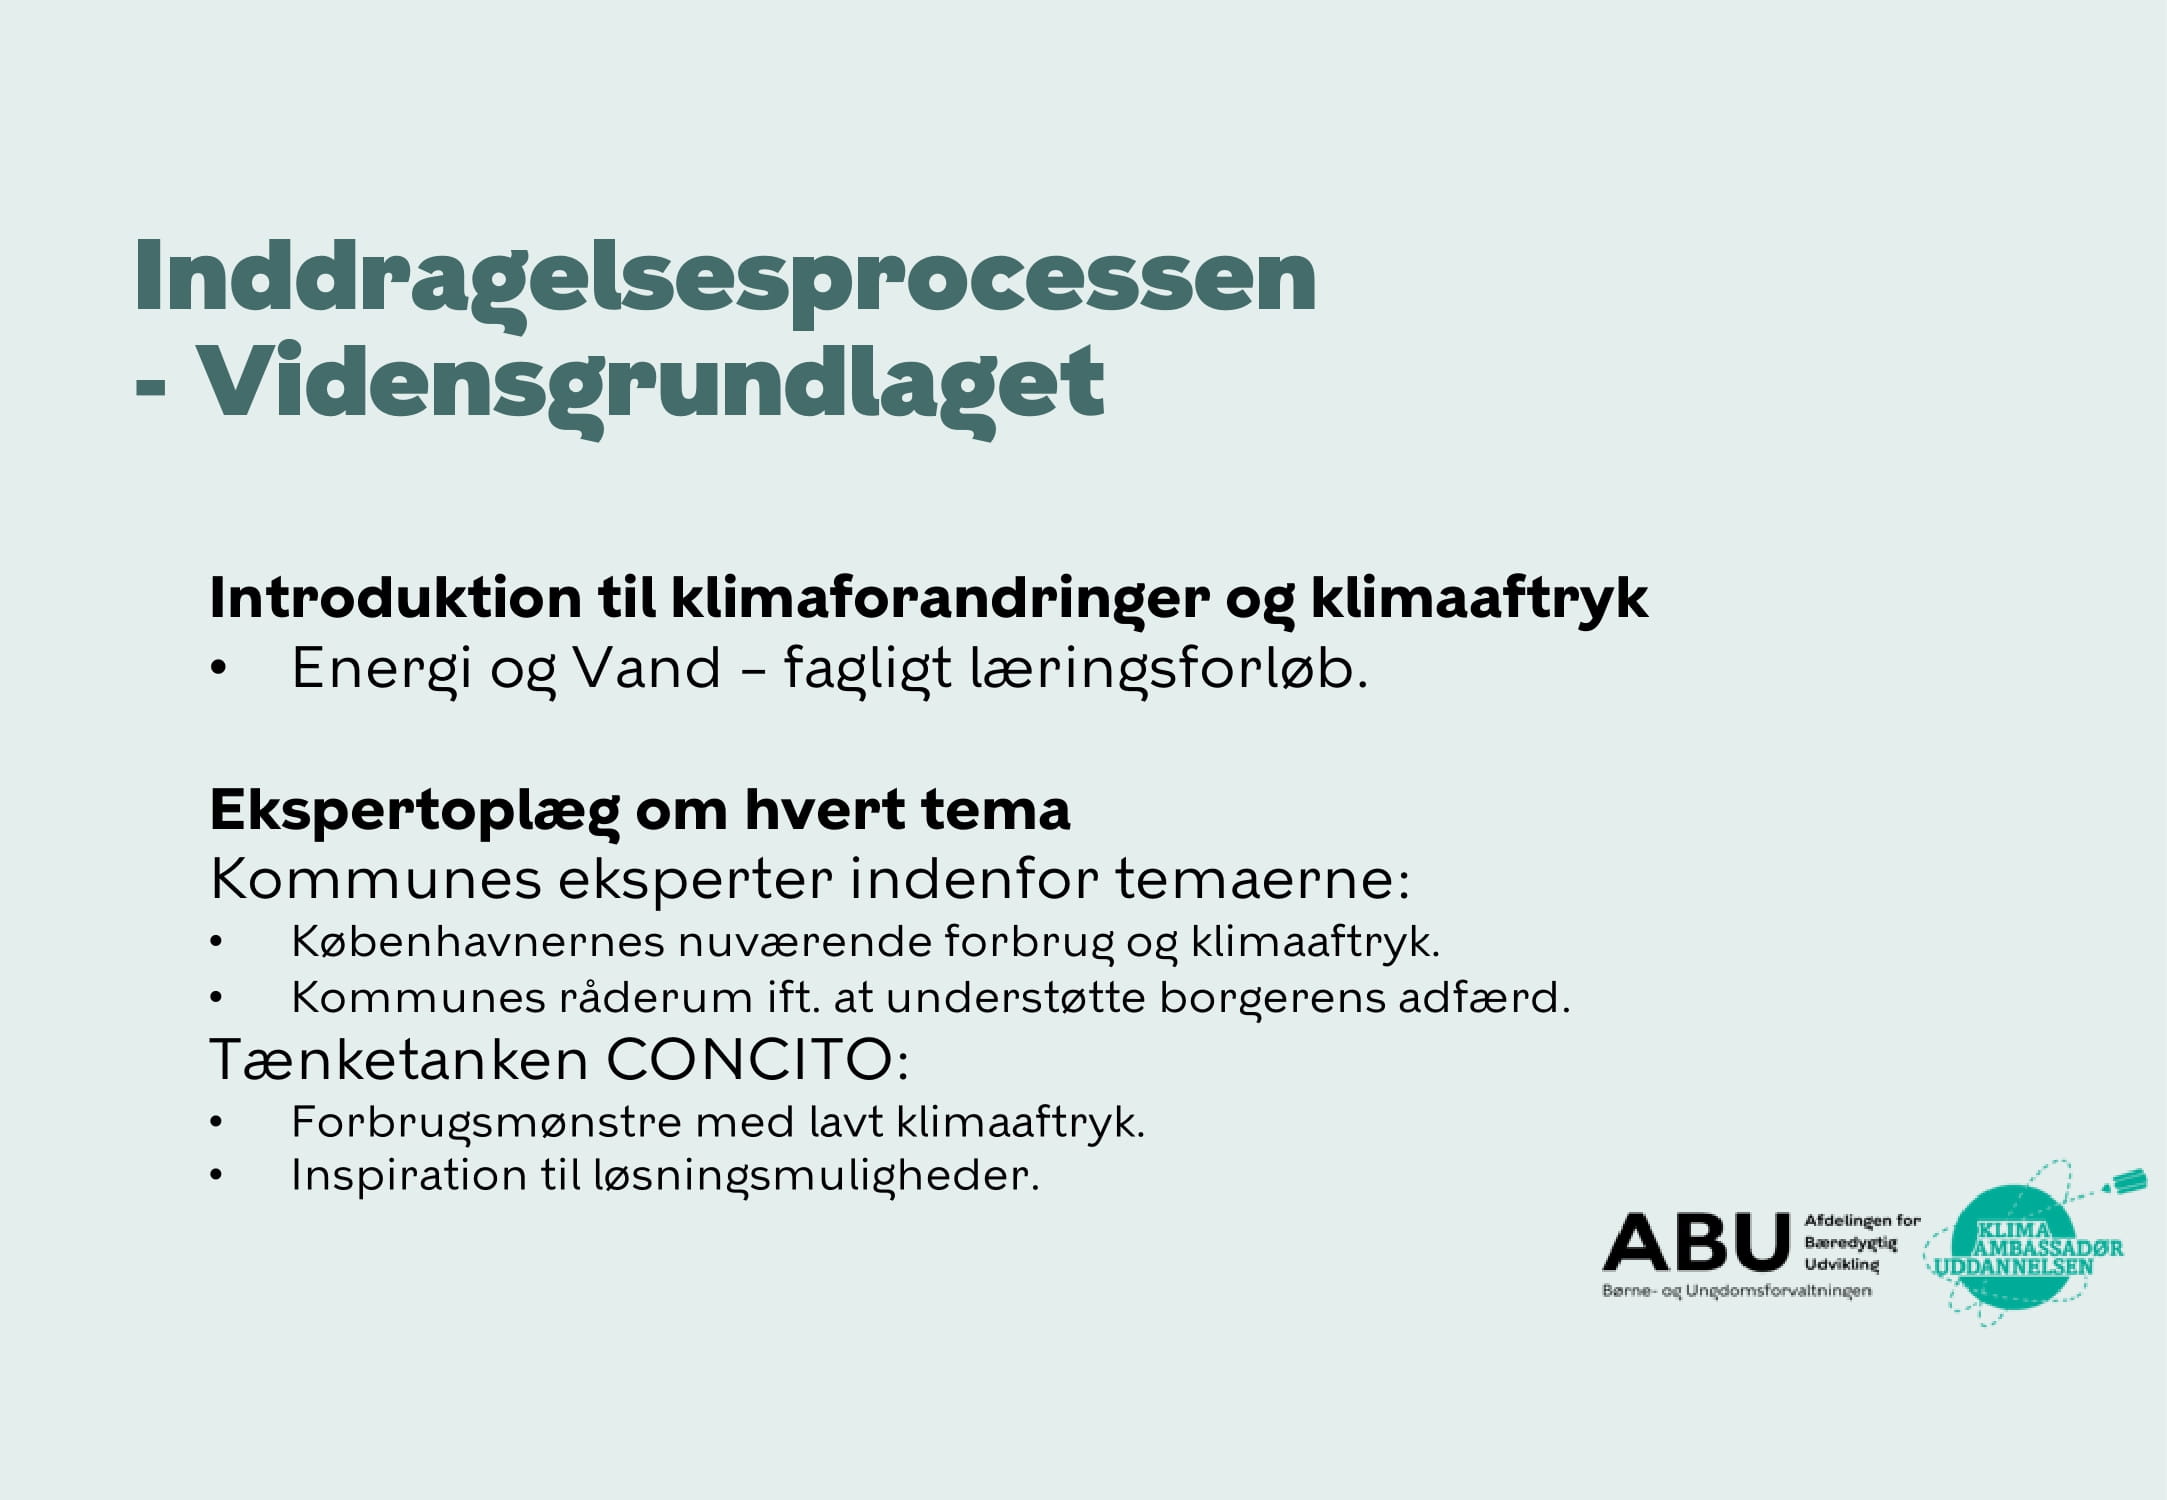 Inddragelsesprocessen
- Vidensgrundlaget
Introduktion til klimaforandringer og klimaaftryk
• Energi og Vand – fagligt læringsforløb.
Ekspertoplæg om hvert tema
Kommunes eksperter indenfor temaerne:
• Københavnernes nuværende forbrug og klimaaftryk.
• Kommunes råderum ift. at understøtte borgerens adfærd.
Tænketanken CONCITO:
• Forbrugsmønstre med lavt klimaaftryk.
• Inspiration til løsningsmuligheder.
ABU
Afdelingen for
Bæredygtig
Udvikling
Børne- og Ungdomsforvaltningen
KLIMA
AMBASSADØR
UDDANNELSEN